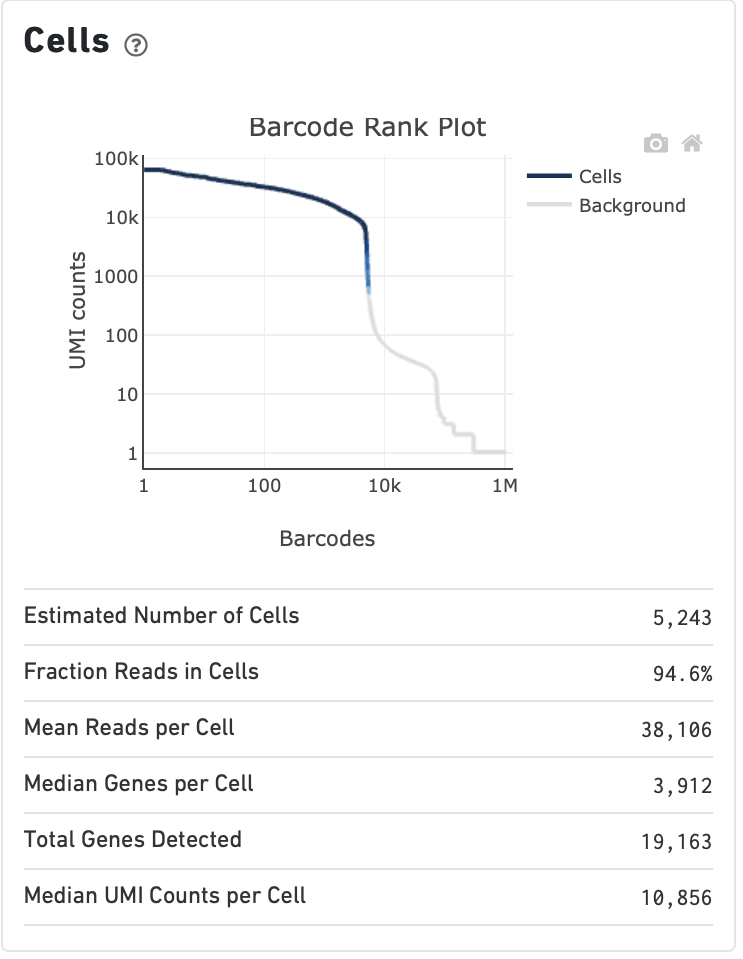 Cells ?
Barcode Rank Plot
Cells
Background
UMI counts
100k
10k
1000
100
10
1
1 100 10k 1M
Barcodes
Estimated Number of Cells 5,243
Fraction Reads in Cells 94.6%
Mean Reads per Cell 38,106
Median Genes per Cell 3,912
Total Genes Detected 19,163
Median UMI Counts per Cell 10,856